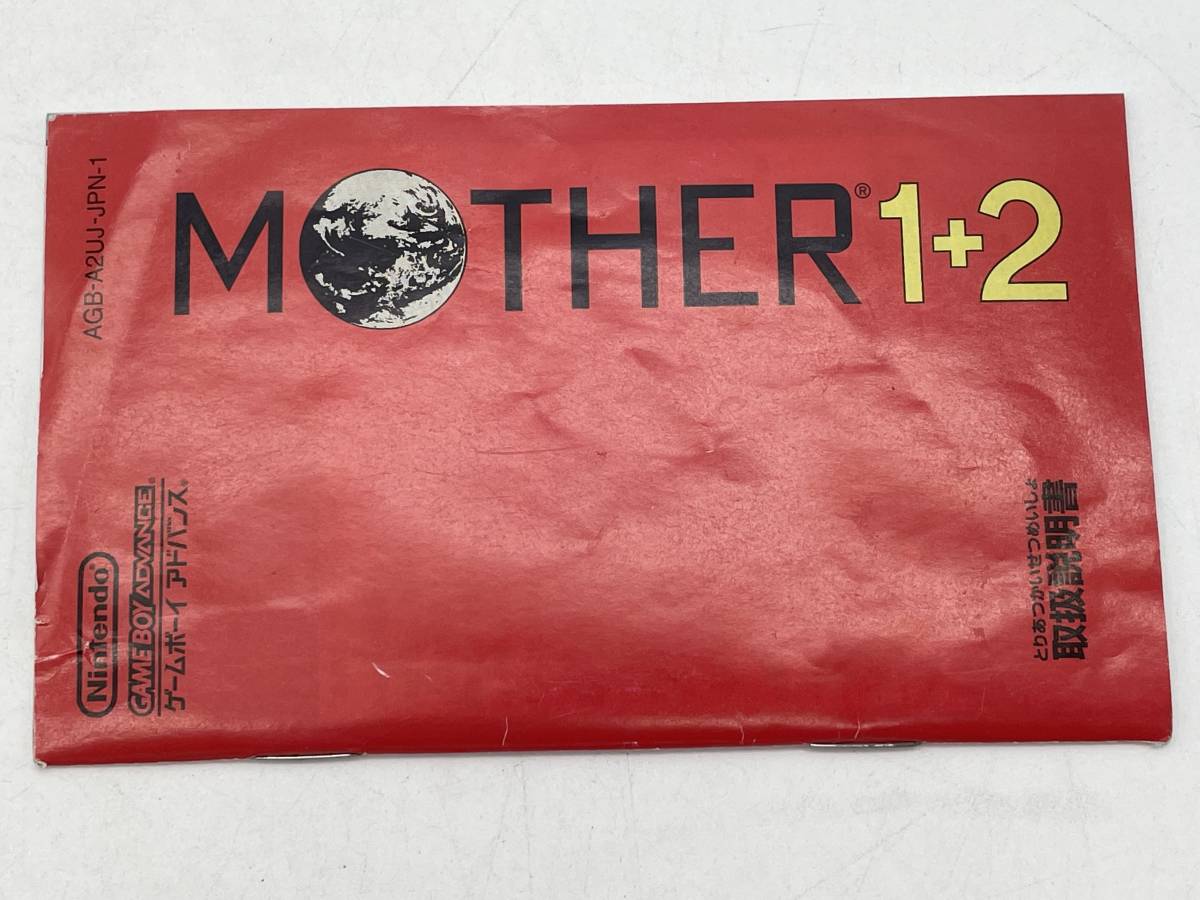 MOTHER® 1+2
AGB-A2UJ-JPN-1
Nintendo®
GAME BOY ADVANCE®
ゲームボーイ アドバンス®
とりあつかいせつめいしょ
取扱説明書